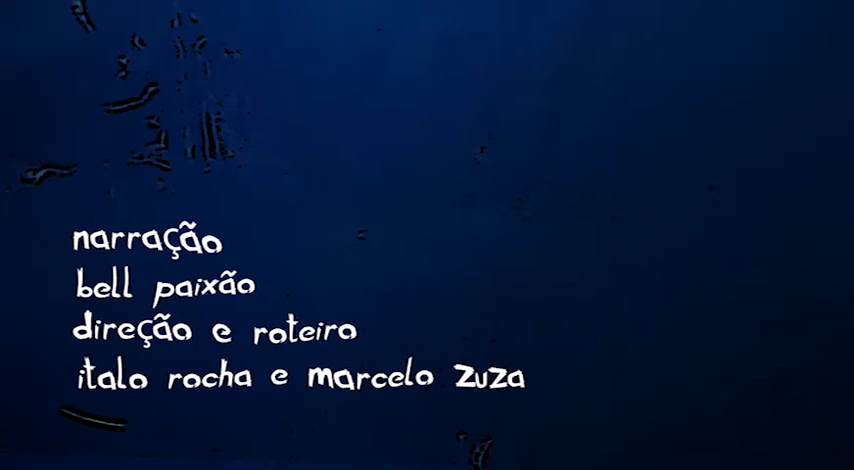 narração
bell paixão
direção e roteiro
italo rocha e marcelo zuza